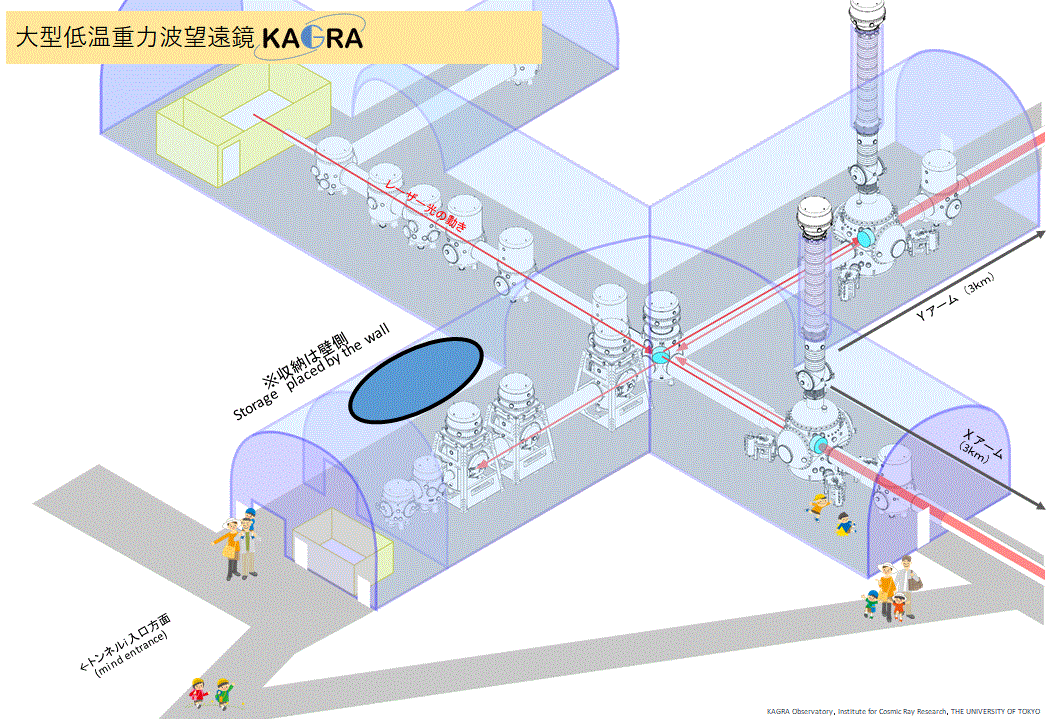 大型低温重力波望遠鏡 KAGRA
レーザー光の動き
※収納は壁側
Storage placed by the wall
Yアーム (3km)
Xアーム
(3km)
←トンネルi入口方面
(mind entrance)
KAGRA Observatory, Institute for Cosmic Ray Research, THE UNIVERSITY OF TOKYO